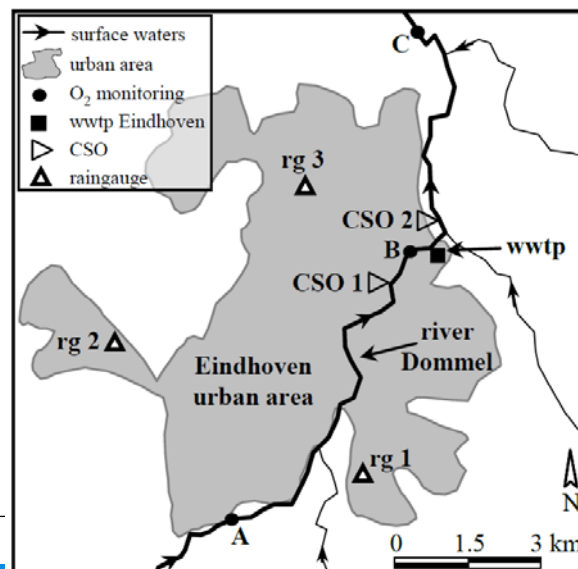 surface waters
urban area
O₂ monitoring
wwtp Eindhoven
CSO
raingauge
C
rg 3
CSO 2
B
wwtp
CSO 1
rg 2
river
Dommel
Eindhoven
urban area
rg 1
A
N
0 1.5 3 km